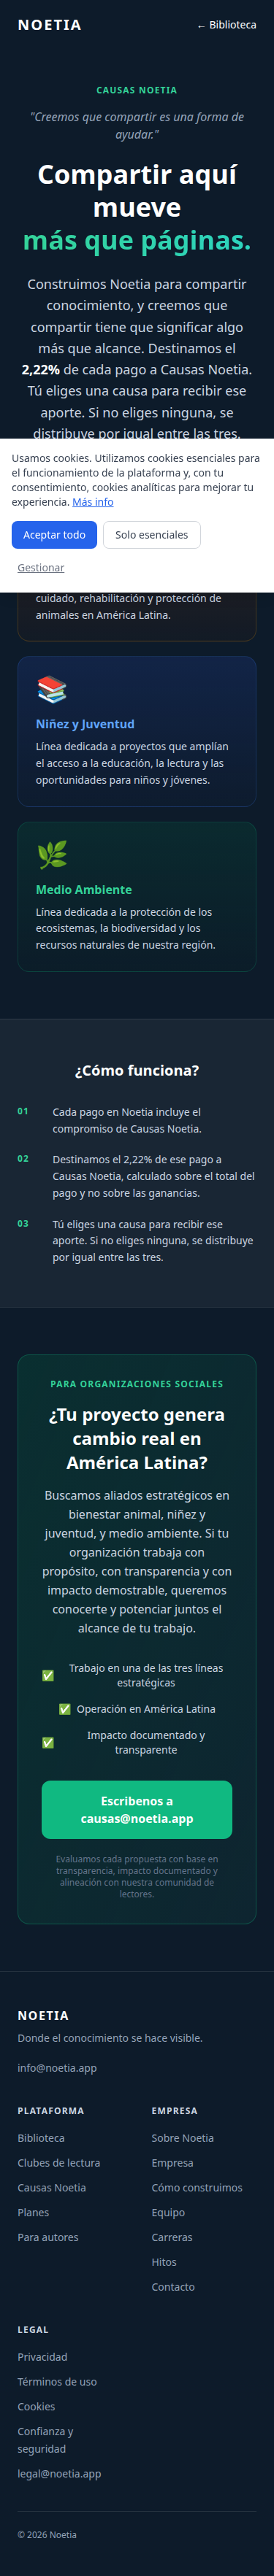 NOETIA
← Biblioteca
CAUSAS NOETIA
"Creemos que compartir es una forma de
ayudar."
Compartir aquí
mueve
más que páginas.
Construimos Noetia para compartir
conocimiento, y creemos que
compartir tiene que significar algo
más que alcance. Destinamos el
2,22% de cada pago a Causas Noetia.
Tú eliges una causa para recibir ese
aporte. Si no eliges ninguna, se
distribuye por igual entre las tres.
Usamos cookies. Utilizamos cookies esenciales para
el funcionamiento de la plataforma y, con tu
consentimiento, cookies analíticas para mejorar tu
experiencia. Más info
Aceptar todo
Solo esenciales
Gestionar
cuidado, rehabilitación y protección de
animales en América Latina.
Niñez y Juventud
Línea dedicada a proyectos que amplían
el acceso a la educación, la lectura y las
oportunidades para niños y jóvenes.
Medio Ambiente
Línea dedicada a la protección de los
ecosistemas, la biodiversidad y los
recursos naturales de nuestra región.
¿Cómo funciona?
01
Cada pago en Noetia incluye el
compromiso de Causas Noetia.
02
Destinamos el 2,22% de ese pago a
Causas Noetia, calculado sobre el total del
pago y no sobre las ganancias.
03
Tú eliges una causa para recibir ese
aporte. Si no eliges ninguna, se distribuye
por igual entre las tres.
PARA ORGANIZACIONES SOCIALES
¿Tu proyecto genera
cambio real en
América Latina?
Buscamos aliados estratégicos en
bienestar animal, niñez y
juventud, y medio ambiente. Si tu
organización trabaja con
propósito, con transparencia y con
impacto demostrable, queremos
conocerte y potenciar juntos el
alcance de tu trabajo.
Trabajo en una de las tres líneas
estratégicas
Operación en América Latina
Impacto documentado y
transparente
Escríbenos a
causas@noetia.app
Evaluamos cada propuesta con base en
transparencia, impacto documentado y
alineación con nuestra comunidad de
lectores.
NOETIA
Donde el conocimiento se hace visible.
info@noetia.app
PLATAFORMA
Biblioteca
Clubes de lectura
Causas Noetia
Planes
Para autores
EMPRESA
Sobre Noetia
Empresa
Cómo construimos
Equipo
Carreras
Hitos
Contacto
LEGAL
Privacidad
Términos de uso
Cookies
Confianza y
seguridad
legal@noetia.app
© 2026 Noetia